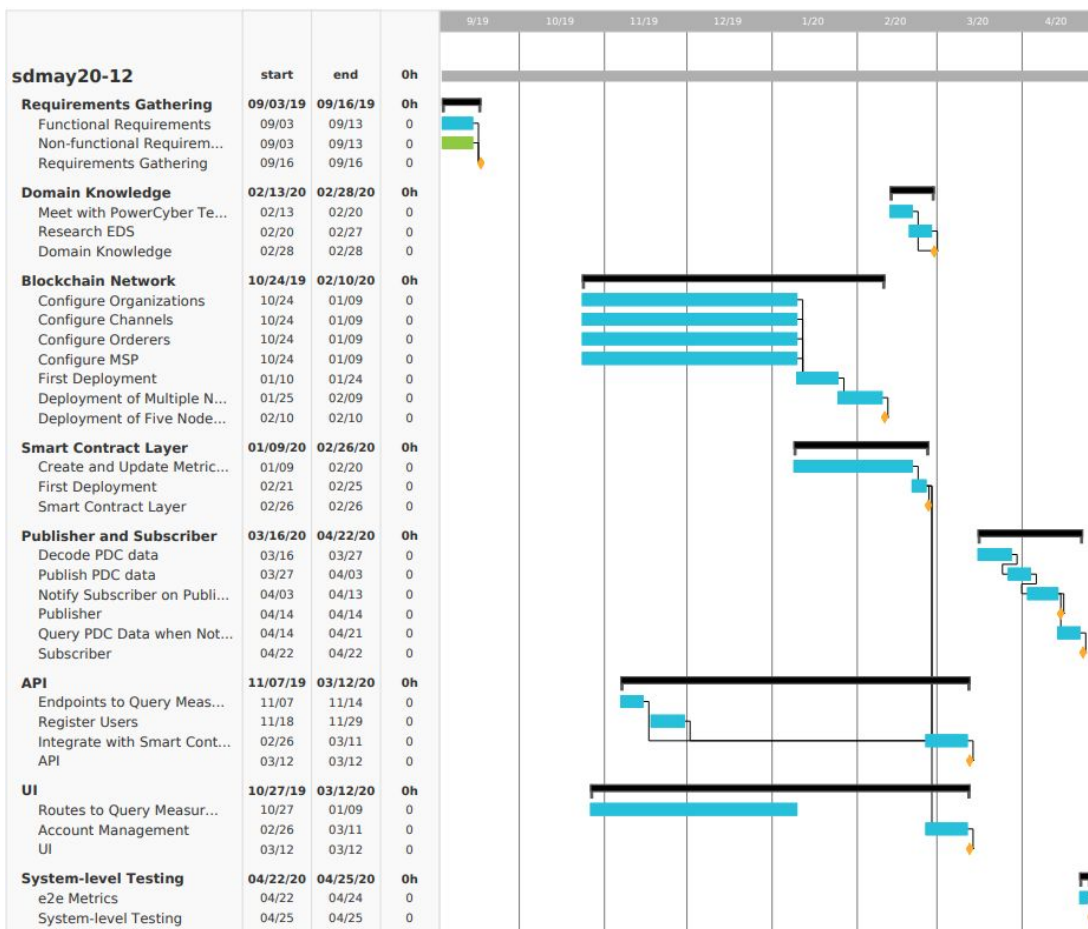 9/19 10/19 11/19 12/19 1/20 2/20 3/20 4/20
sdmay20-12 start end 0h
Requirements Gathering 09/03/19 09/16/19 0h
Functional Requirements 09/03 09/13 0
Non-functional Requirem... 09/03 09/13 0
Requirements Gathering 09/16 09/16 0
Domain Knowledge 02/13/20 02/28/20 0h
Meet with PowerCyber Te... 02/13 02/20 0
Research EDS 02/20 02/27 0
Domain Knowledge 02/28 02/28 0
Blockchain Network 10/24/19 02/10/20 0h
Configure Organizations 10/24 01/09 0
Configure Channels 10/24 01/09 0
Configure Orderers 10/24 01/09 0
Configure MSP 10/24 01/09 0
First Deployment 01/10 01/24 0
Deployment of Multiple N... 01/25 02/09 0
Deployment of Five Node... 02/10 02/10 0
Smart Contract Layer 01/09/20 02/26/20 0h
Create and Update Metric... 01/09 02/20 0
First Deployment 02/21 02/25 0
Smart Contract Layer 02/26 02/26 0
Publisher and Subscriber 03/16/20 04/22/20 0h
Decode PDC data 03/16 03/27 0
Publish PDC data 03/27 04/03 0
Notify Subscriber on Publi... 04/03 04/13 0
Publisher 04/14 04/14 0
Query PDC Data when Not... 04/14 04/21 0
Subscriber 04/22 04/22 0
API 11/07/19 03/12/20 0h
Endpoints to Query Meas... 11/07 11/14 0
Register Users 11/18 11/29 0
Integrate with Smart Cont... 02/26 03/11 0
API 03/12 03/12 0
UI 10/27/19 03/12/20 0h
Routes to Query Measur... 10/27 01/09 0
Account Management 02/26 03/11 0
UI 03/12 03/12 0
System-level Testing 04/22/20 04/25/20 0h
e2e Metrics 04/22 04/24 0
System-level Testing 04/25 04/25 0